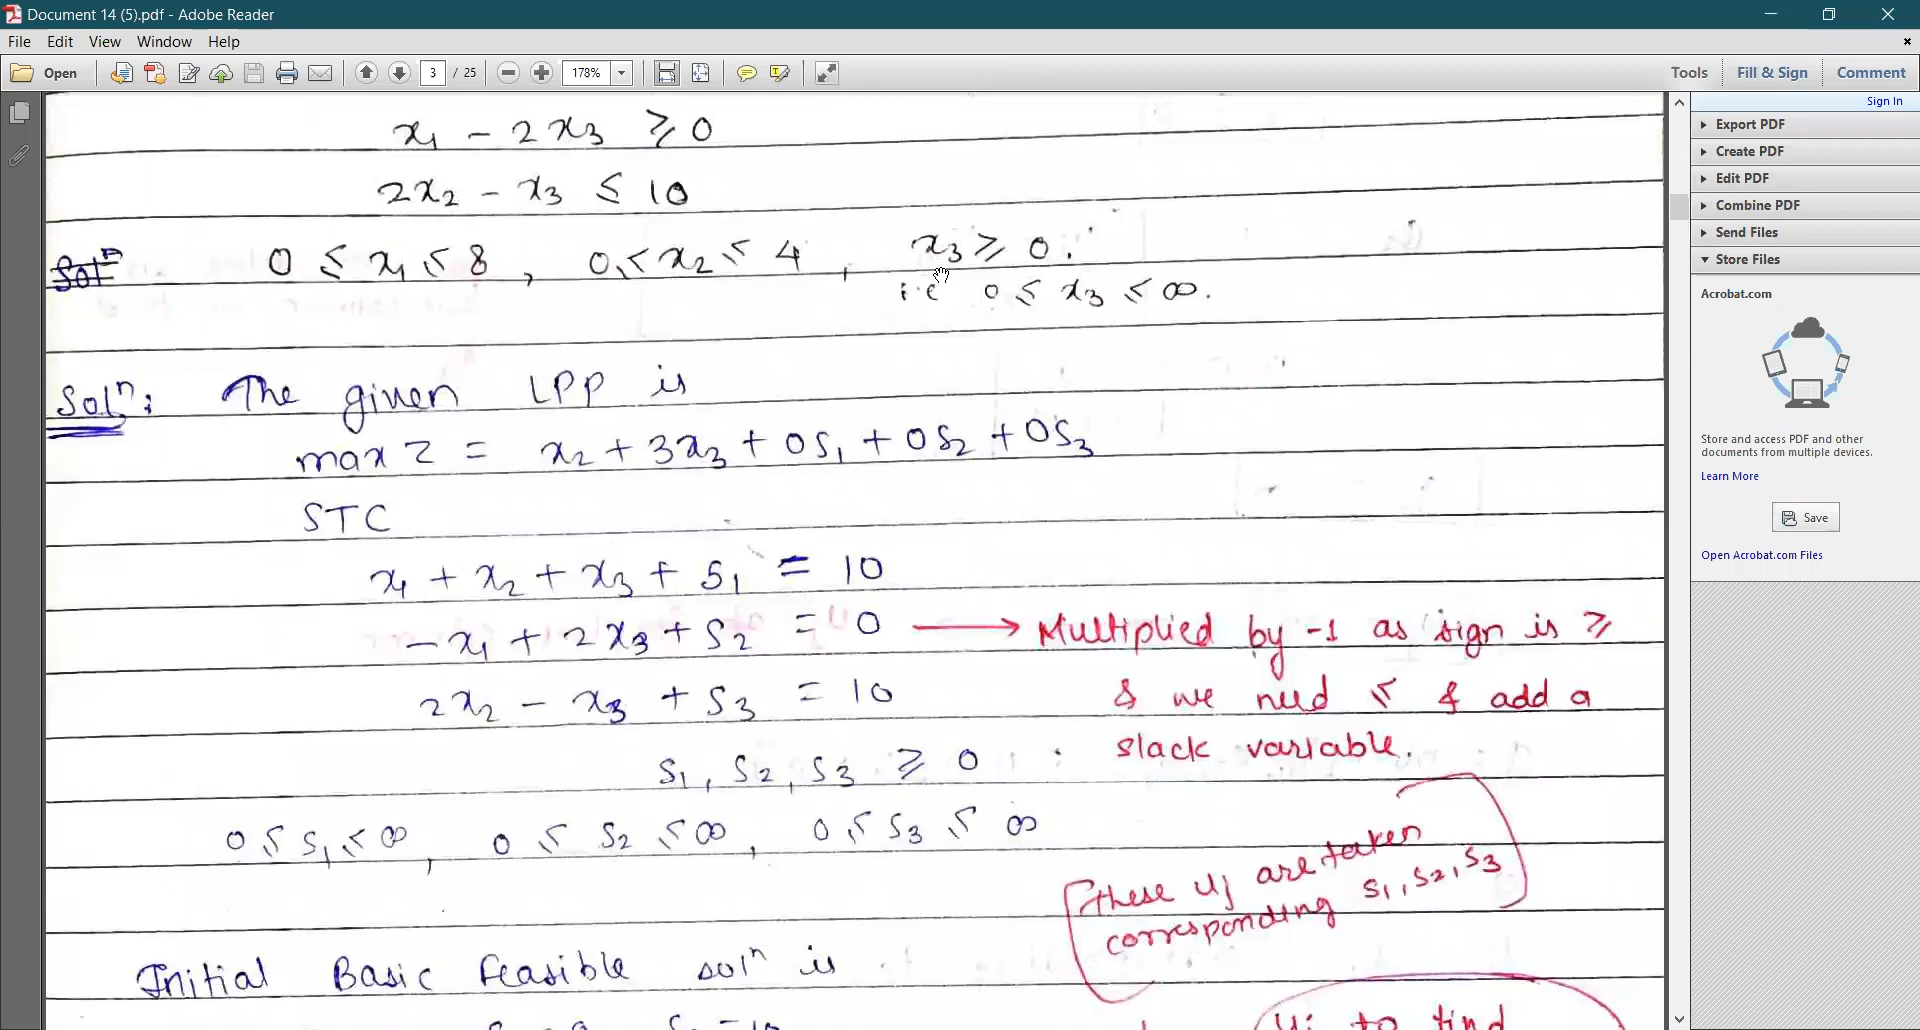 Document 14 (5).pdf - Adobe Reader
File Edit View Window Help
Open 3 / 25 178% Tools Fill & Sign Comment
Sign In
Export PDF
Create PDF
Edit PDF
Combine PDF
Send Files
Store Files
Acrobat.com
Store and access PDF and other
documents from multiple devices.
Learn More
Save
Open Acrobat.com Files
x₁ - 2x₃ ≥ 0
2x₂ - x₃ ≤ 10
Solⁿ 0 ≤ x₁ ≤ 8, 0 ≤ x₂ ≤ 4, x₃ ≥ 0.
i.e 0 ≤ x₃ ≤ ∞.
Solⁿ: The given LPP is
max Z = x₂ + 3x₃ + 0S₁ + 0S₂ + 0S₃
STC
x₁ + x₂ + x₃ + S₁ = 10
-x₁ + 2x₃ + S₂ = 0 → Multiplied by -1 as sign is ≥
2x₂ - x₃ + S₃ = 10 & we need ≤ & add a
slack variable.
S₁, S₂, S₃ ≥ 0
0 ≤ S₁ ≤ ∞, 0 ≤ S₂ ≤ ∞, 0 ≤ S₃ ≤ ∞
[these uj are taken
corresponding S₁, S₂, S₃]
Initial Basic feasible solⁿ is
to find